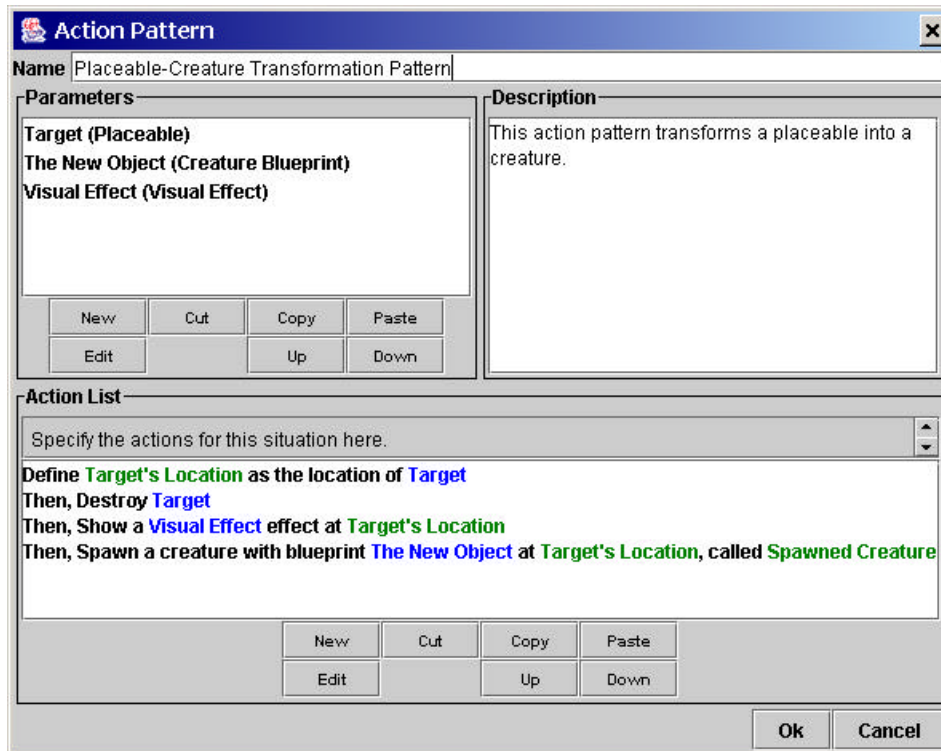 Action Pattern
Name Placeable-Creature Transformation Pattern
Parameters
Target (Placeable)
The New Object (Creature Blueprint)
Visual Effect (Visual Effect)
New Cut Copy Paste
Edit Up Down
Description
This action pattern transforms a placeable into a
creature.
Action List
Specify the actions for this situation here.
Define Target's Location as the location of Target
Then, Destroy Target
Then, Show a Visual Effect effect at Target's Location
Then, Spawn a creature with blueprint The New Object at Target's Location, called Spawned Creature
New Cut Copy Paste
Edit Up Down
Ok Cancel